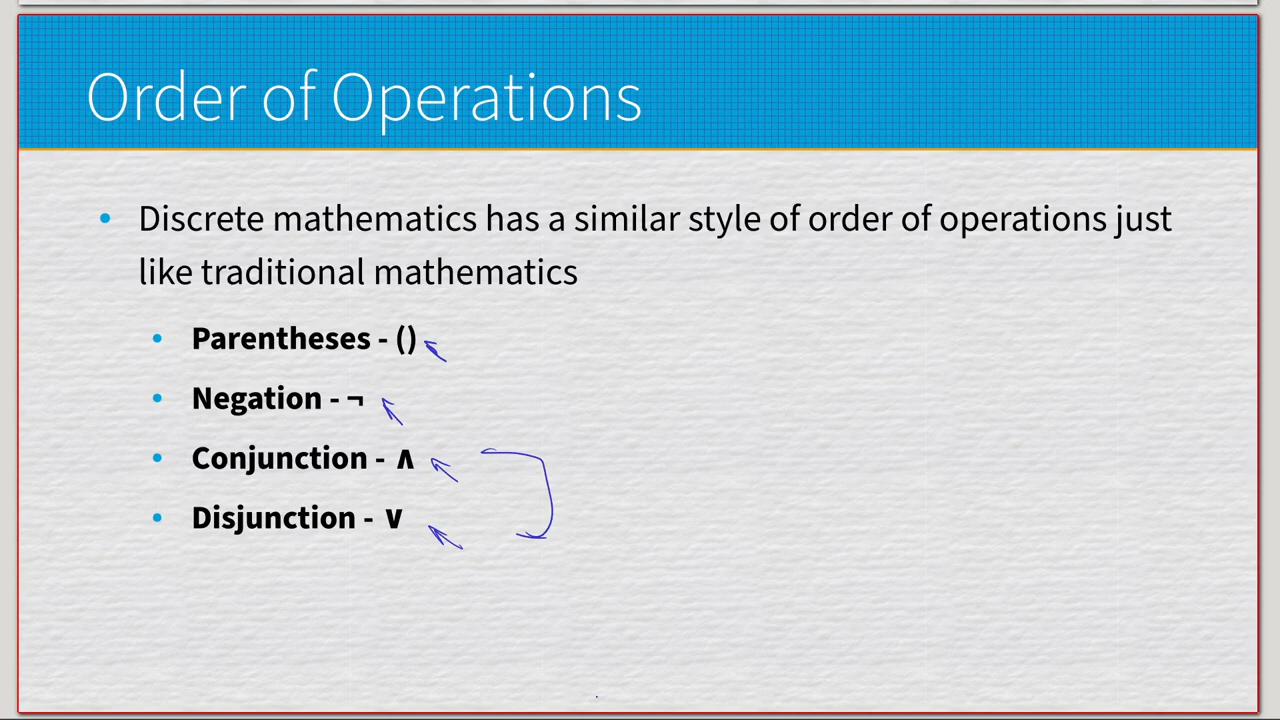 Order of Operations
• Discrete mathematics has a similar style of order of operations just
like traditional mathematics
• Parentheses - ()
• Negation - ¬
• Conjunction - ∧
• Disjunction - ∨